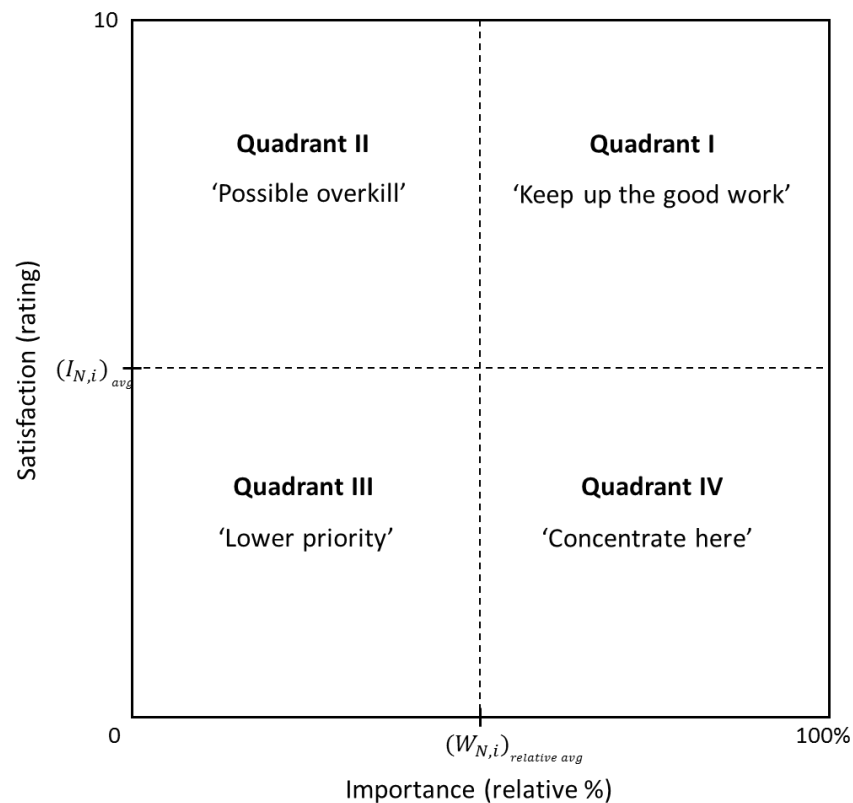 10
Quadrant II
Quadrant I
‘Possible overkill’
‘Keep up the good work’
Satisfaction (rating)
(I_{N,i})_{avg}
Quadrant III
Quadrant IV
‘Lower priority’
‘Concentrate here’
0
(W_{N,i})_{relative avg}
100%
Importance (relative %)